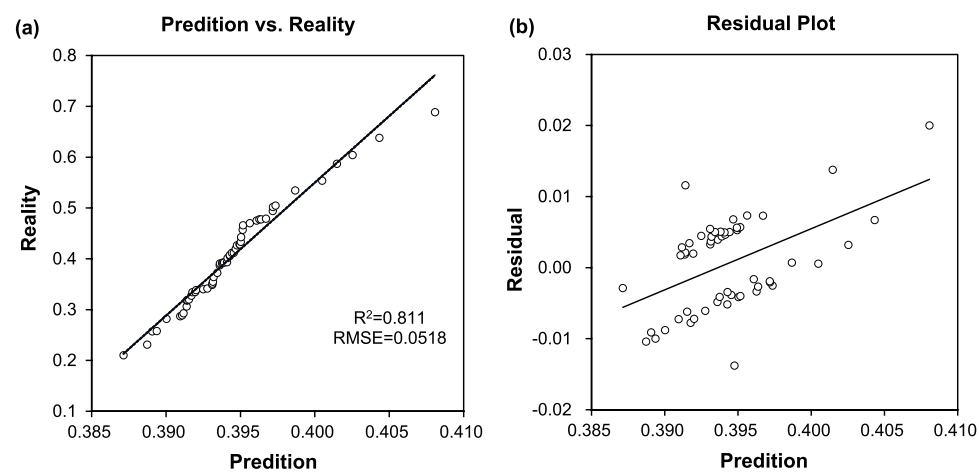 (a)
Predition vs. Reality
0.8
0.7
0.6
0.5
0.4
0.3
0.2
0.1
Reality
R²=0.811
RMSE=0.0518
0.385 0.390 0.395 0.400 0.405 0.410
Predition
(b)
Residual Plot
0.03
0.02
0.01
0.00
-0.01
-0.02
Residual
0.385 0.390 0.395 0.400 0.405 0.410
Predition